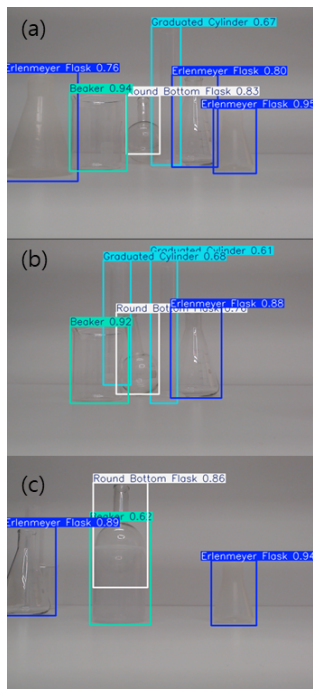 (a)
Graduated Cylinder 0.67
Erlenmeyer Flask 0.76
Erlenmeyer Flask 0.80
Beaker 0.94
Round Bottom Flask 0.83
Erlenmeyer Flask 0.95
(b)
Graduated Cylinder 0.61
Graduated Cylinder 0.68
Round Bottom Flask
Erlenmeyer Flask 0.88
Beaker 0.92
(c)
Round Bottom Flask 0.86
Beaker 0.62
Erlenmeyer Flask 0.89
Erlenmeyer Flask 0.94